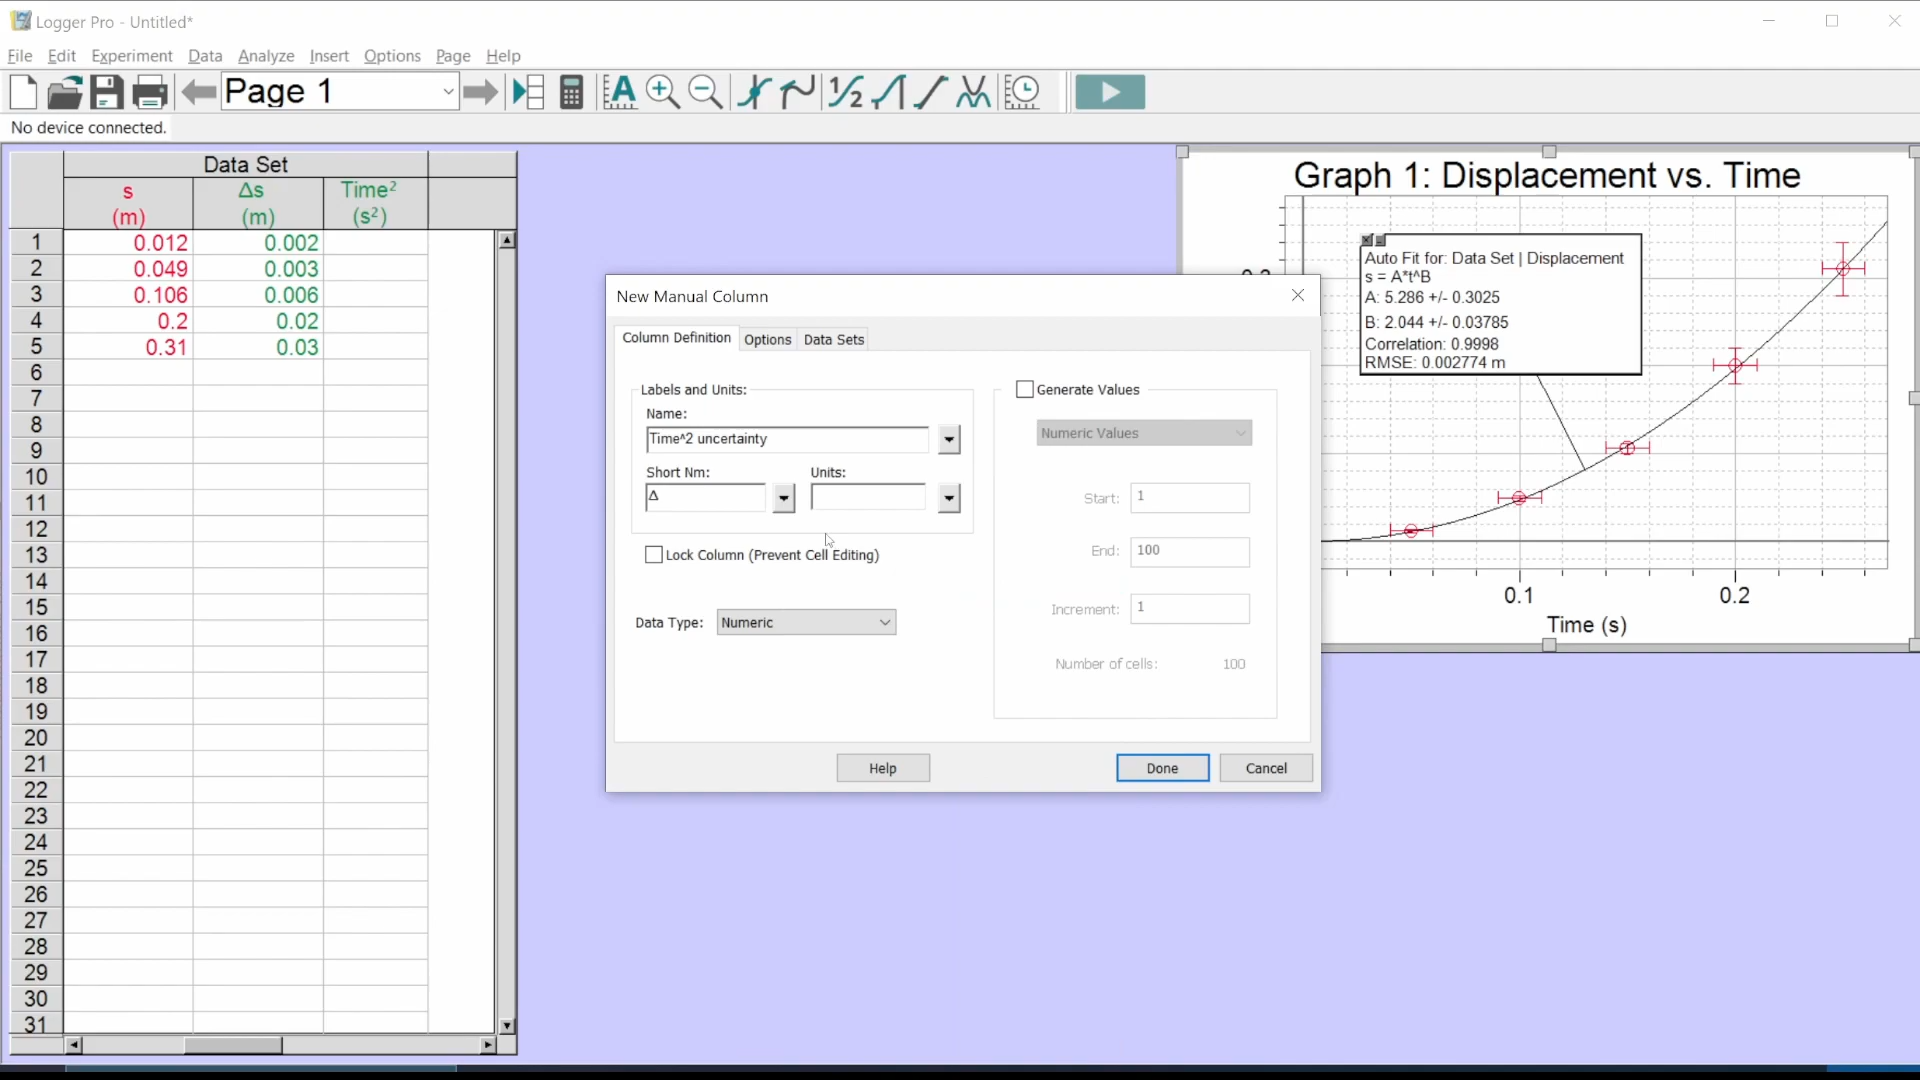 Logger Pro - Untitled*
File Edit Experiment Data Analyze Insert Options Page Help
Page 1
No device connected.
Data Set
s Δs Time²
(m) (m) (s²)
1 0.012 0.002
2 0.049 0.003
3 0.106 0.006
4 0.2 0.02
5 0.31 0.03
6
7
8
9
10
11
12
13
14
15
16
17
18
19
20
21
22
23
24
25
26
27
28
29
30
31
New Manual Column
Column Definition Options Data Sets
Labels and Units:
Name:
Time^2 uncertainty
Short Nm: Units:
Δ
Lock Column (Prevent Cell Editing)
Data Type: Numeric
Generate Values
Numeric Values
Start: 1
End: 100
Increment: 1
Number of cells: 100
Help Done Cancel
Graph 1: Displacement vs. Time
Auto Fit for: Data Set | Displacement
s = A*t^B
A: 5.286 +/- 0.3025
B: 2.044 +/- 0.03785
Correlation: 0.9998
RMSE: 0.002774 m
0.1 0.2
Time (s)